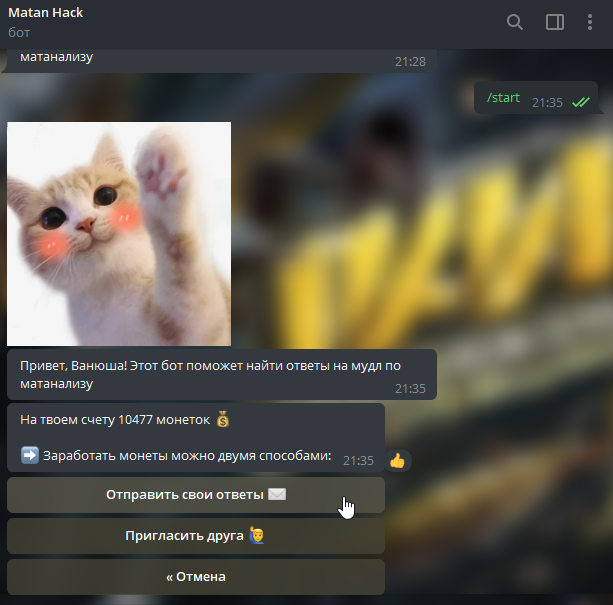 Matan Hack
бот
матанализу
21:28
/start 21:35
Привет, Ванюша! Этот бот поможет найти ответы на мудл по
матанализу
21:35
На твоем счету 10477 монеток 💰
➡️ Заработать монеты можно двумя способами: 21:35 👍
Отправить свои ответы ✉️
Пригласить друга 🙋‍♂️
« Отмена